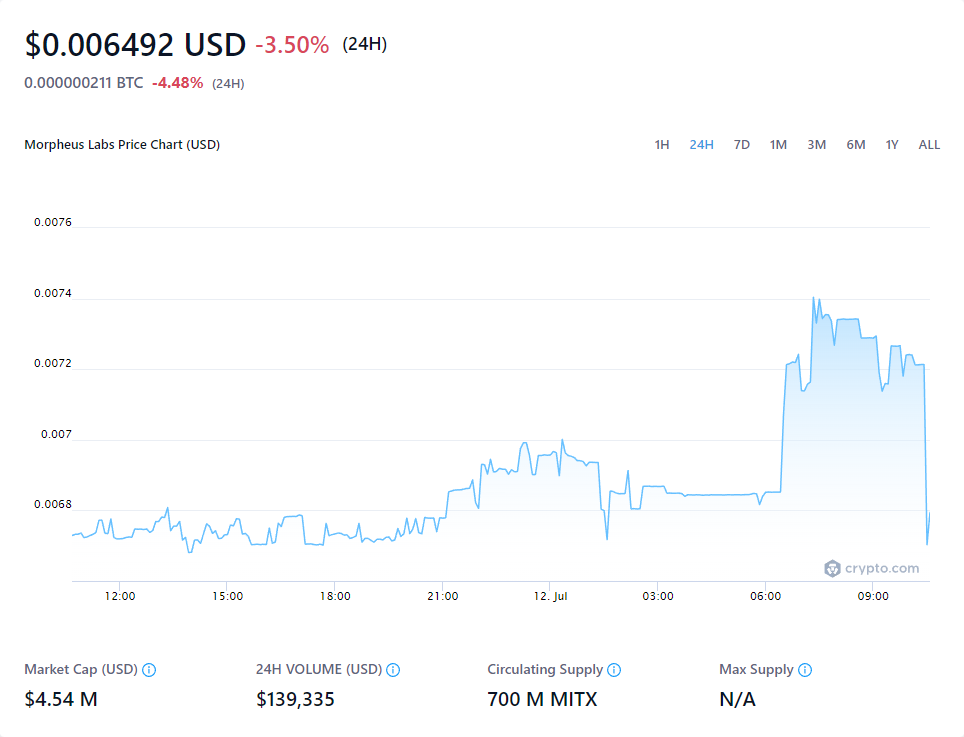 $0.006492 USD -3.50% (24H)
0.000000211 BTC -4.48% (24H)
Morpheus Labs Price Chart (USD) 1H 24H 7D 1M 3M 6M 1Y ALL
0.0076
0.0074
0.0072
0.007
0.0068
crypto.com
12:00 15:00 18:00 21:00 12. Jul 03:00 06:00 09:00
Market Cap (USD) 24H VOLUME (USD) Circulating Supply Max Supply
$4.54 M $139,335 700 M MITX N/A